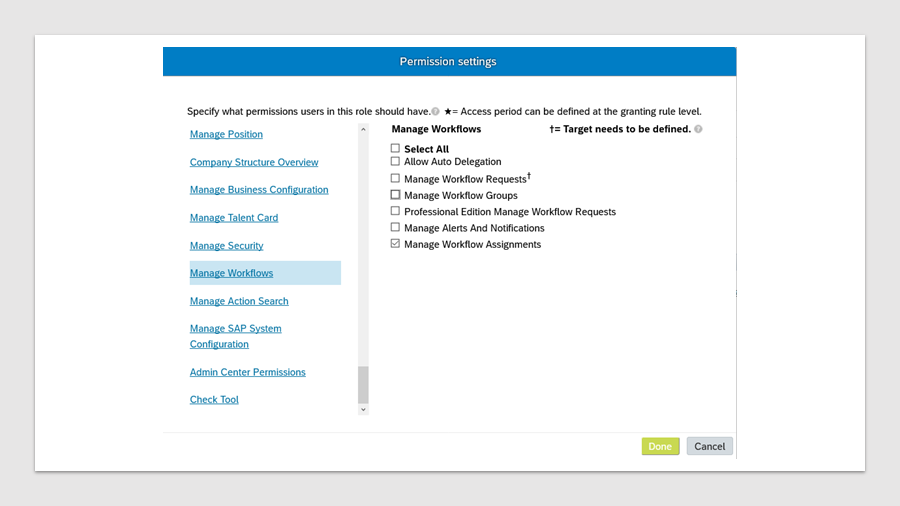 Permission settings
Specify what permissions users in this role should have. ★= Access period can be defined at the granting rule level.
Manage Position
Company Structure Overview
Manage Business Configuration
Manage Talent Card
Manage Security
Manage Workflows
Manage Action Search
Manage SAP System
Configuration
Admin Center Permissions
Check Tool
Manage Workflows †= Target needs to be defined.
Select All
Allow Auto Delegation
Manage Workflow Requests†
Manage Workflow Groups
Professional Edition Manage Workflow Requests
Manage Alerts And Notifications
Manage Workflow Assignments
Done Cancel